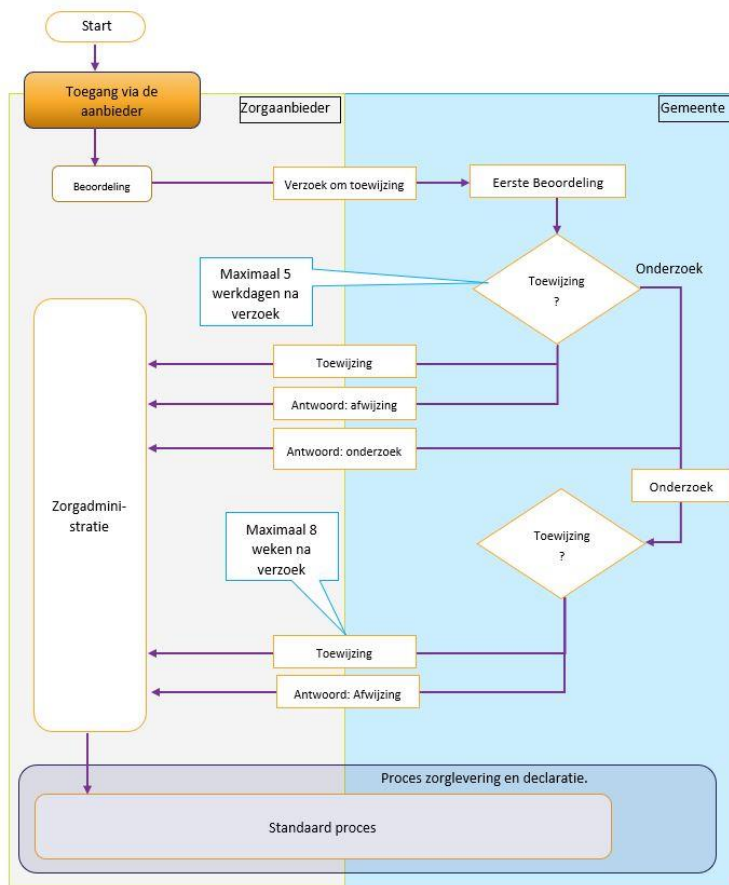 Start
Toegang via de
aanbieder
Zorgaanbieder
Gemeente
Beoordeling
Verzoek om toewijzing
Eerste Beoordeling
Maximaal 5
werkdagen na
verzoek
Toewijzing
?
Onderzoek
Toewijzing
Antwoord: afwijzing
Antwoord: onderzoek
Onderzoek
Zorgadmini-
stratie
Maximaal 8
weken na
verzoek
Toewijzing
?
Toewijzing
Antwoord: Afwijzing
Proces zorglevering en declaratie.
Standaard proces